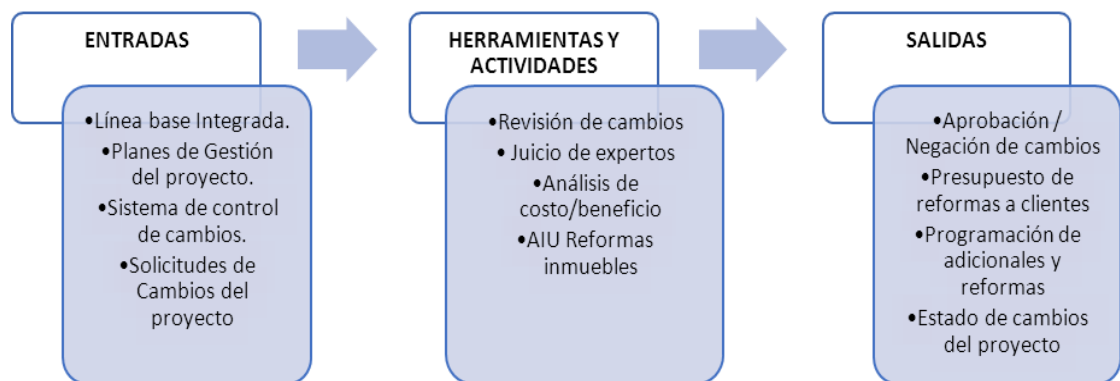 ENTRADAS
•Línea base Integrada.
•Planes de Gestión
del proyecto.
•Sistema de control
de cambios.
•Solicitudes de
Cambios del
proyecto
HERRAMIENTAS Y
ACTIVIDADES
•Revisión de cambios
• Juicio de expertos
•Análisis de
costo/beneficio
•AIU Reformas
inmuebles
SALIDAS
•Aprobación /
Negación de cambios
•Presupuesto de
reformas a clientes
•Programación de
adicionales y
reformas
•Estado de cambios
del proyecto